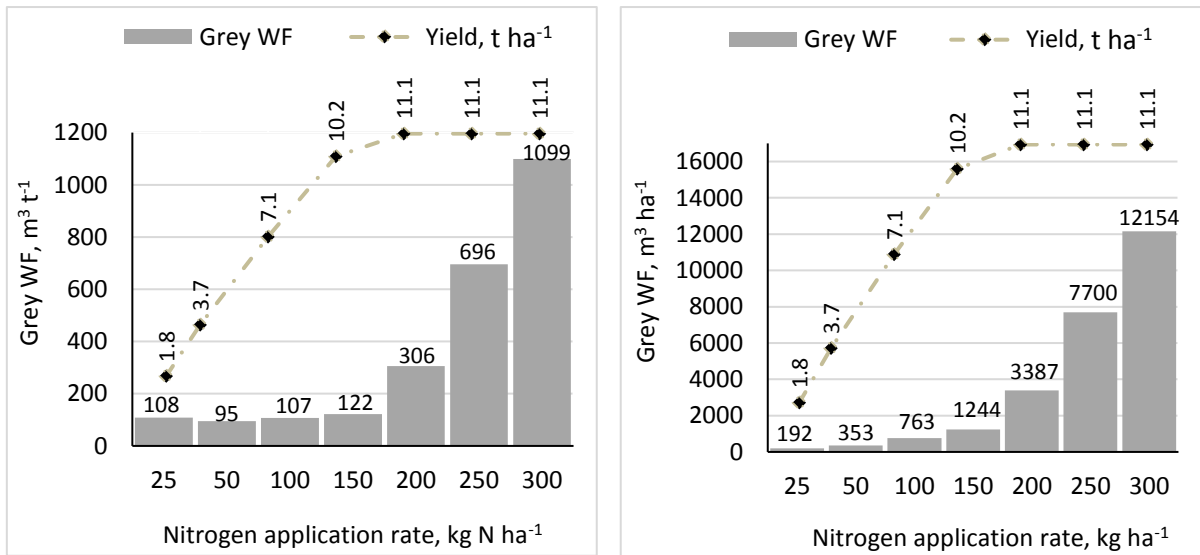 Grey WF Yield, t ha⁻¹
1.8 3.7 7.1 10.2 11.1 11.1 11.1
Grey WF, m³ t⁻¹
1200
1000
800
600
400
200
0
108 95 107 122 306 696 1099
25 50 100 150 200 250 300
Nitrogen application rate, kg N ha⁻¹
Grey WF Yield, t ha⁻¹
1.8 3.7 7.1 10.2 11.1 11.1 11.1
Grey WF, m³ ha⁻¹
16000
14000
12000
10000
8000
6000
4000
2000
0
192 353 763 1244 3387 7700 12154
25 50 100 150 200 250 300
Nitrogen application rate, kg ha⁻¹